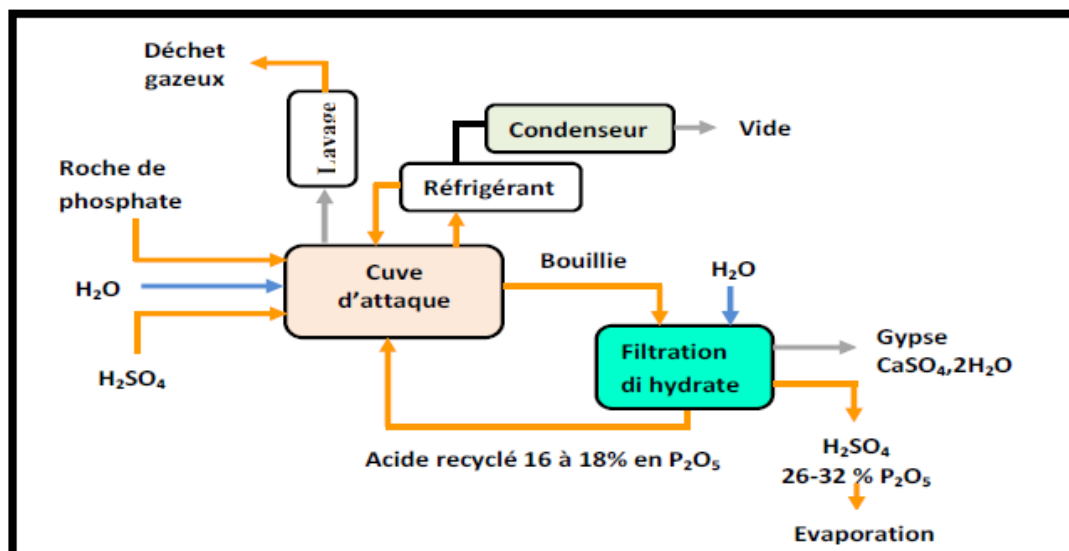 Déchet
gazeux
Lavage
Condenseur
Vide
Roche de
phosphate
Réfrigérant
Cuve
d’attaque
Bouillie
H₂O
H₂O
H₂SO₄
Filtration
di hydrate
Gypse
CaSO₄,2H₂O
Acide recyclé 16 à 18% en P₂O₅
H₂SO₄
26-32 % P₂O₅
Evaporation